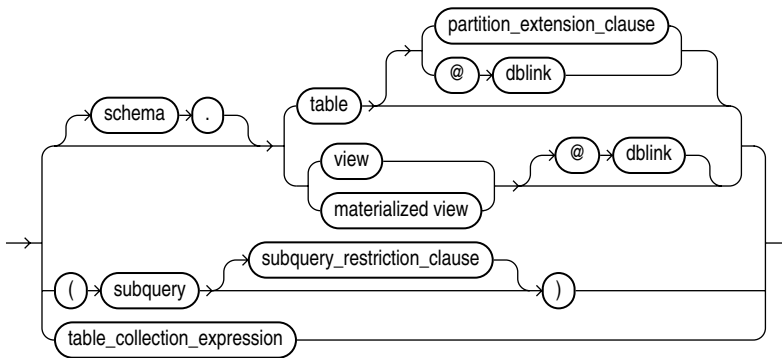 partition_extension_clause
@ dblink
table
schema .
view
@ dblink
materialized view
subquery_restriction_clause
( subquery )
table_collection_expression